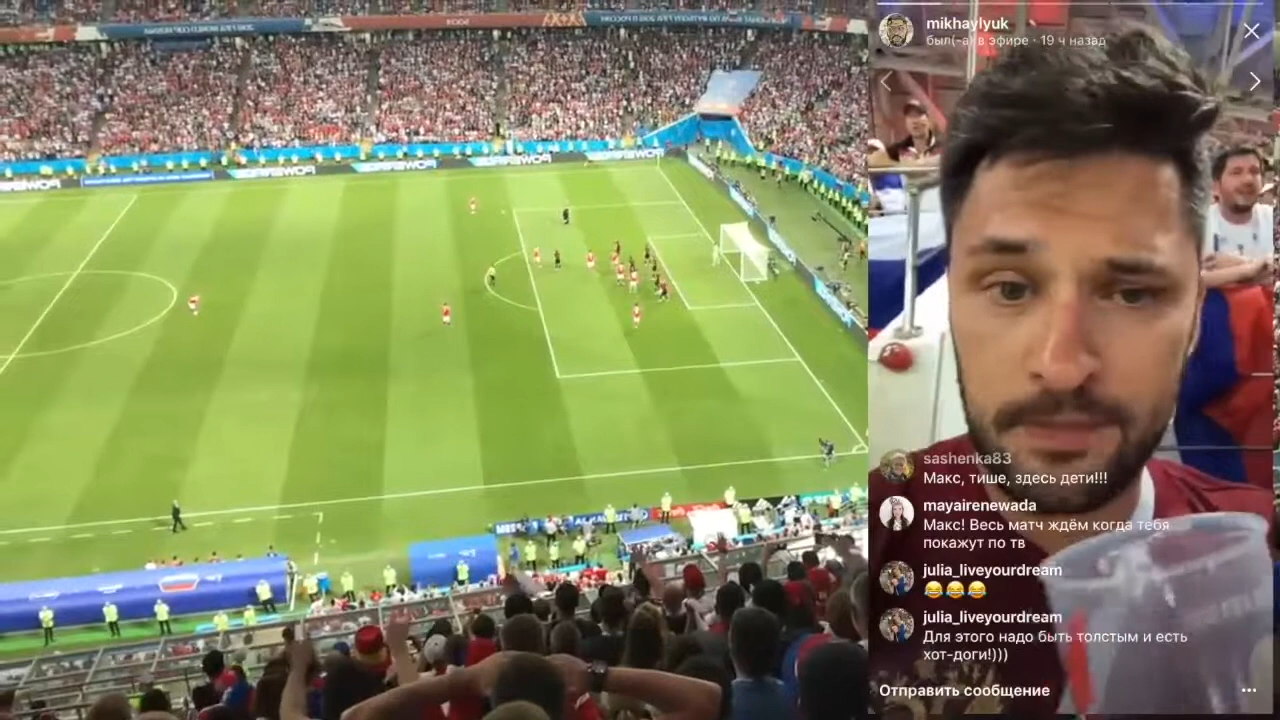 mikhaylyuk
был(-а) в эфире · 19 ч назад
sashenka83
Макс, тише, здесь дети!!!
mayairenewada
Макс! Весь матч ждём когда тебя
покажут по тв
julia_liveyourdream
😂😂😂
julia_liveyourdream
Для этого надо быть толстым и есть
хот-доги!)))
Отправить сообщение